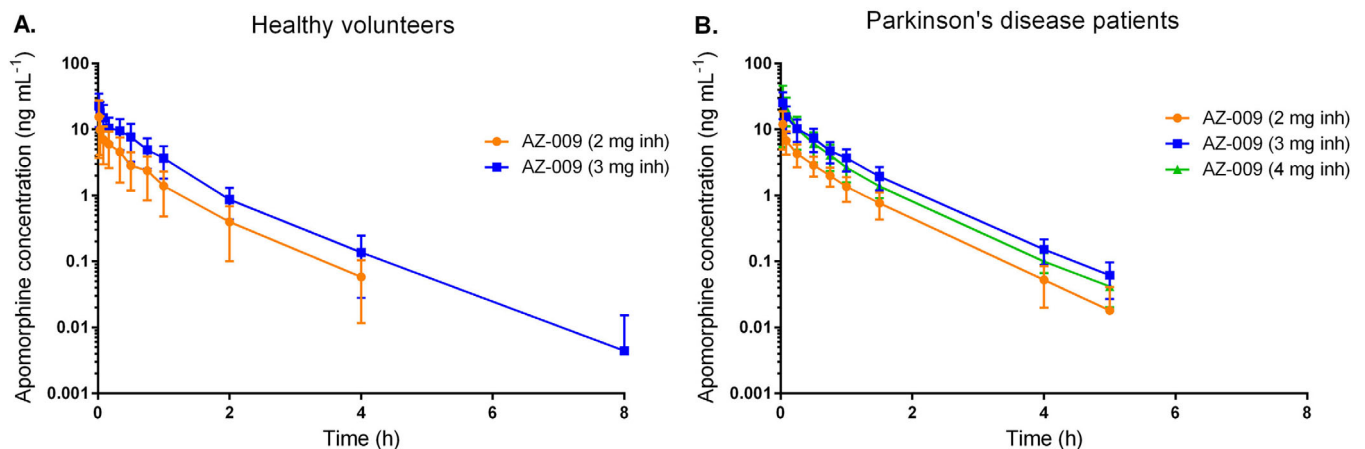 A.
Healthy volunteers
Apomorphine concentration (ng mL⁻¹)
100
10
1
0.1
0.01
0.001
0
2
4
6
8
Time (h)
AZ-009 (2 mg inh)
AZ-009 (3 mg inh)
B.
Parkinson's disease patients
Apomorphine concentration (ng mL⁻¹)
100
10
1
0.1
0.01
0.001
0
2
4
6
8
Time (h)
AZ-009 (2 mg inh)
AZ-009 (3 mg inh)
AZ-009 (4 mg inh)